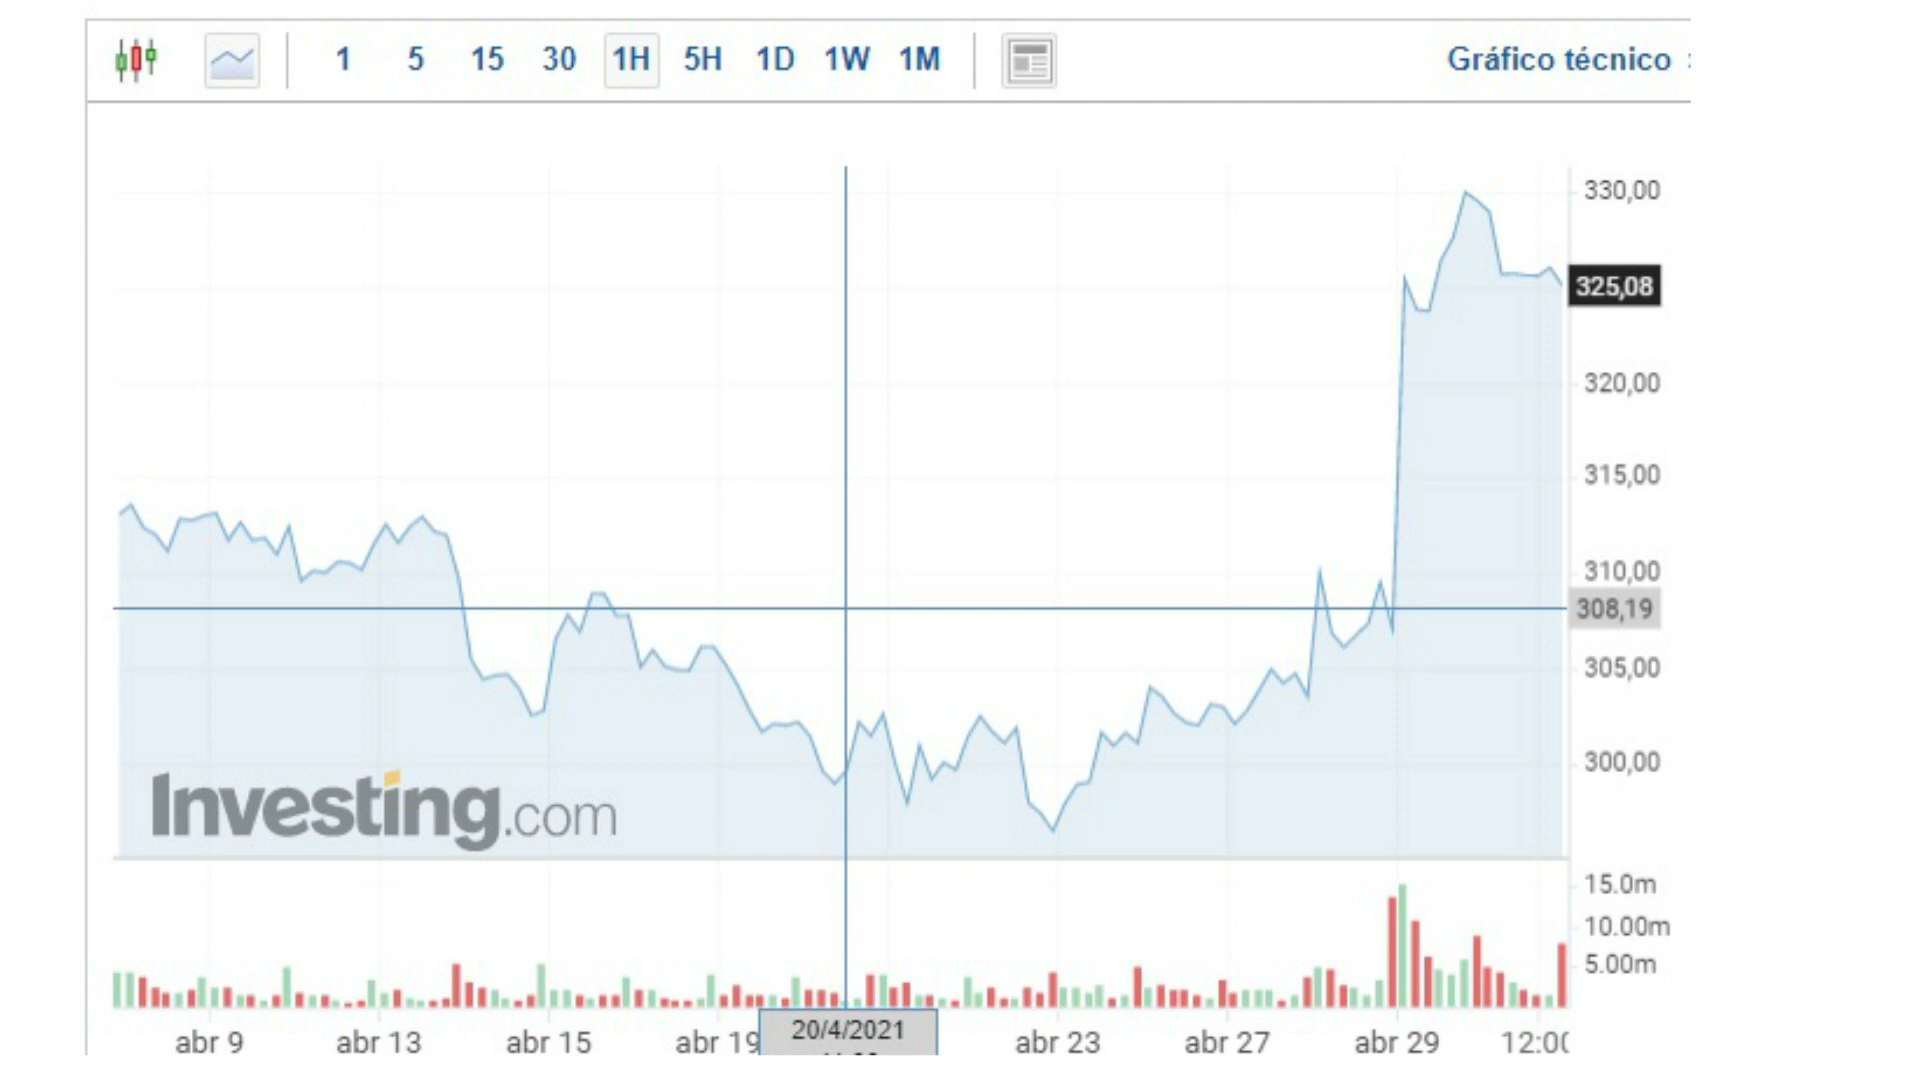 1 5 15 30 1H 5H 1D 1W 1M Gráfico técnico
330,00
325,08
320,00
315,00
310,00
308,19
305,00
300,00
Investing.com
15.0m
10.00m
5.00m
20/4/2021
abr 9 abr 13 abr 15 abr 19 abr 23 abr 27 abr 29 12:00